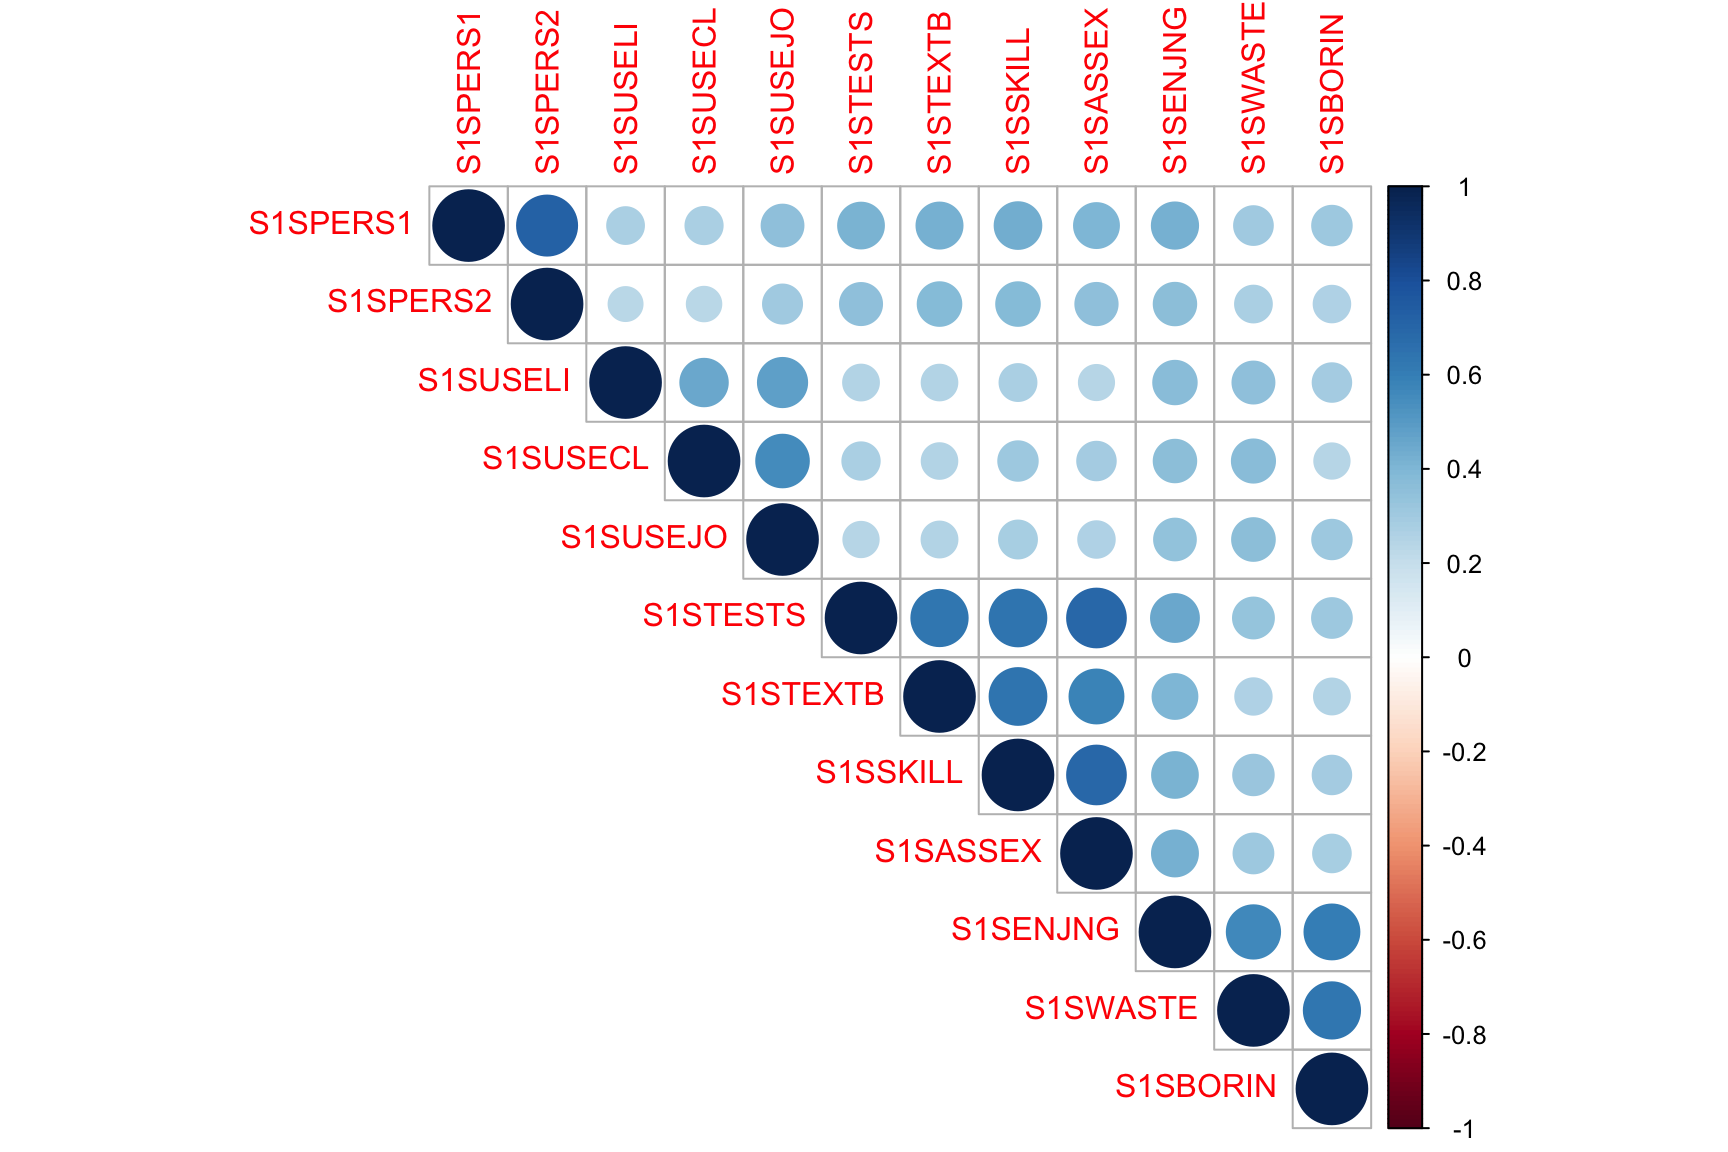 S1SPERS1
S1SPERS2
S1SUSELI
S1SUSECL
S1SUSEJO
S1STESTS
S1STEXTB
S1SSKILL
S1SASSEX
S1SENJNG
S1SWASTE
S1SBORIN
S1SPERS1
S1SPERS2
S1SUSELI
S1SUSECL
S1SUSEJO
S1STESTS
S1STEXTB
S1SSKILL
S1SASSEX
S1SENJNG
S1SWASTE
S1SBORIN
1
0.8
0.6
0.4
0.2
0
-0.2
-0.4
-0.6
-0.8
-1